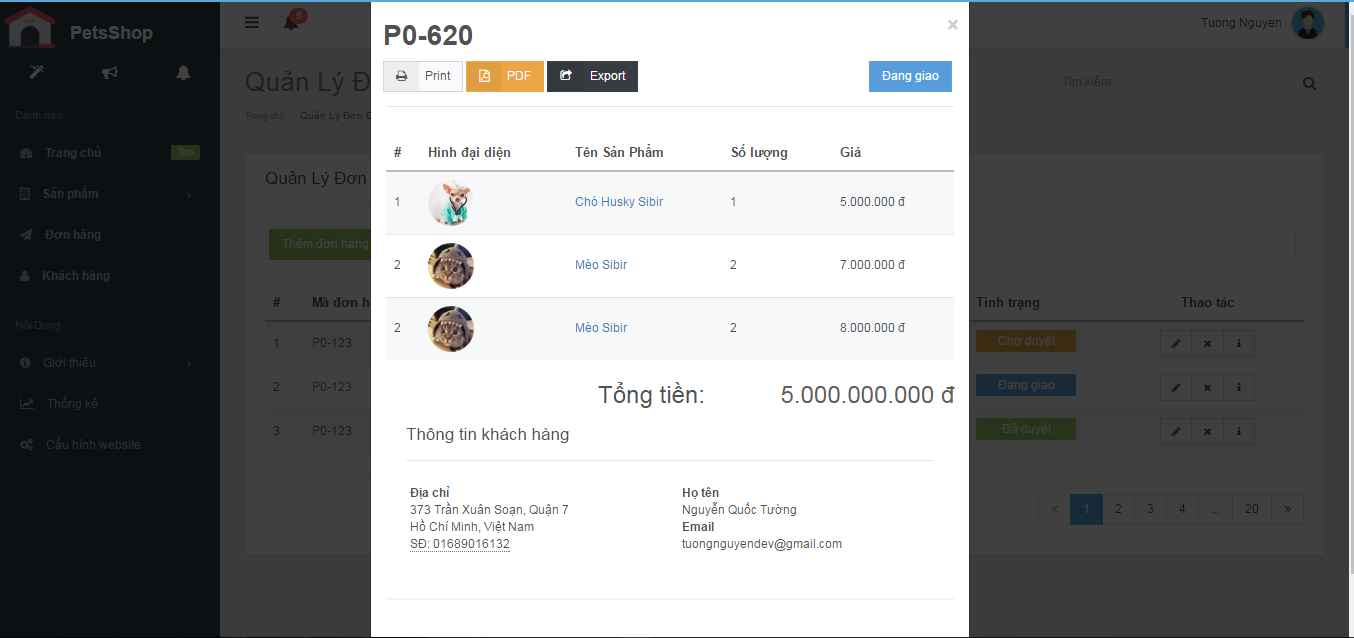 PetsShop
5
Tuong Nguyen
Danh mục
Trang chủ
Top
Sản phẩm
Đơn hàng
Khách hàng
Nội Dung
Giới thiệu
Thống kê
Cấu hình website
Quản Lý Đ
Tìm kiếm..
Trang chủ
Quản Lý Đơn Đ
Quản Lý Đơn
Thêm đơn hàng
# Mã đơn h Tình trạng Thao tác
1 P0-123 Chờ duyệt
2 P0-123 Đang giao
3 P0-123 Đã duyệt
« 1 2 3 4 ... 20 »
P0-620
×
Print PDF Export Đang giao
# Hình đại diện Tên Sản Phẩm Số lượng Giá
1 Chó Husky Sibir 1 5.000.000 đ
2 Mèo Sibir 2 7.000.000 đ
2 Mèo Sibir 2 8.000.000 đ
Tổng tiền: 5.000.000.000 đ
Thông tin khách hàng
Địa chỉ
373 Trần Xuân Soạn, Quận 7
Hồ Chí Minh, Việt Nam
SĐ: 01689016132
Họ tên
Nguyễn Quốc Tường
Email
tuongnguyendev@gmail.com